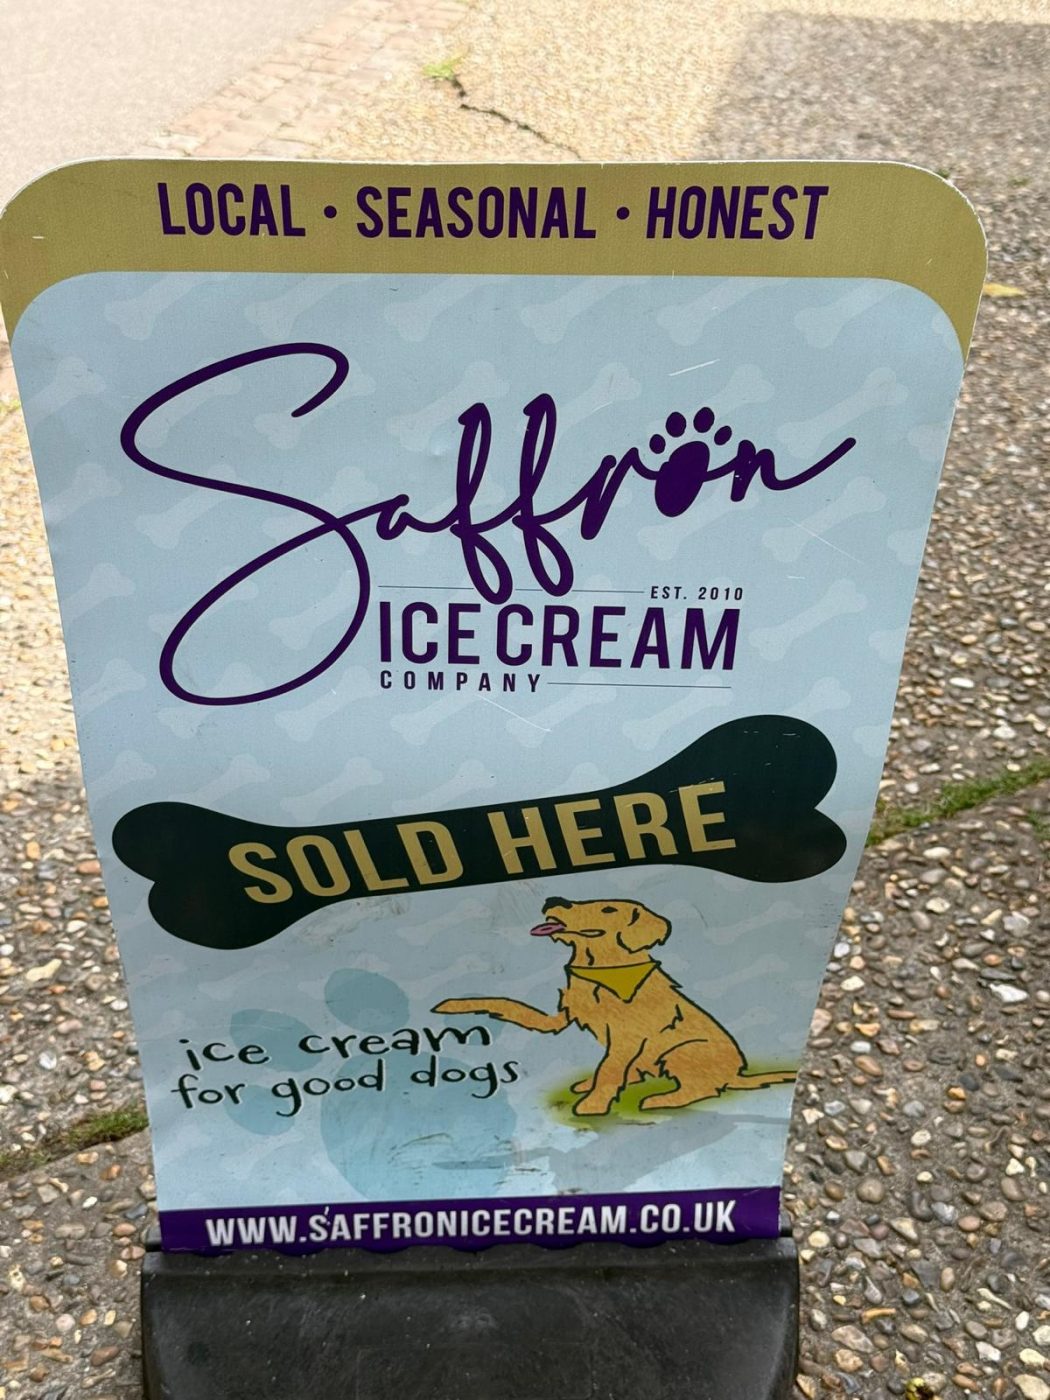 LOCAL • SEASONAL • HONEST
Saffron
EST. 2010
ICE CREAM
COMPANY
SOLD HERE
ice cream
for good dogs
WWW.SAFFRONICECREAM.CO.UK